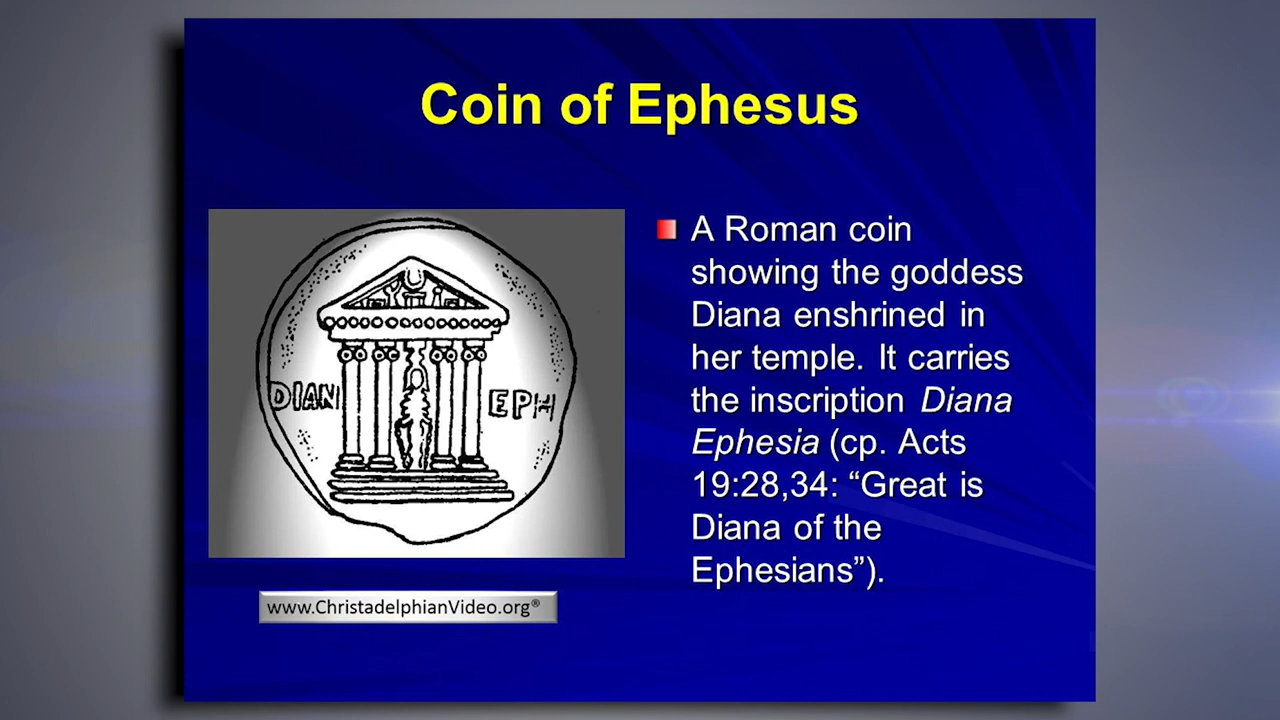 Coin of Ephesus
DIAN
EPH
A Roman coin
showing the goddess
Diana enshrined in
her temple. It carries
the inscription Diana
Ephesia (cp. Acts
19:28,34: “Great is
Diana of the
Ephesians”).
www.ChristadelphianVideo.org®